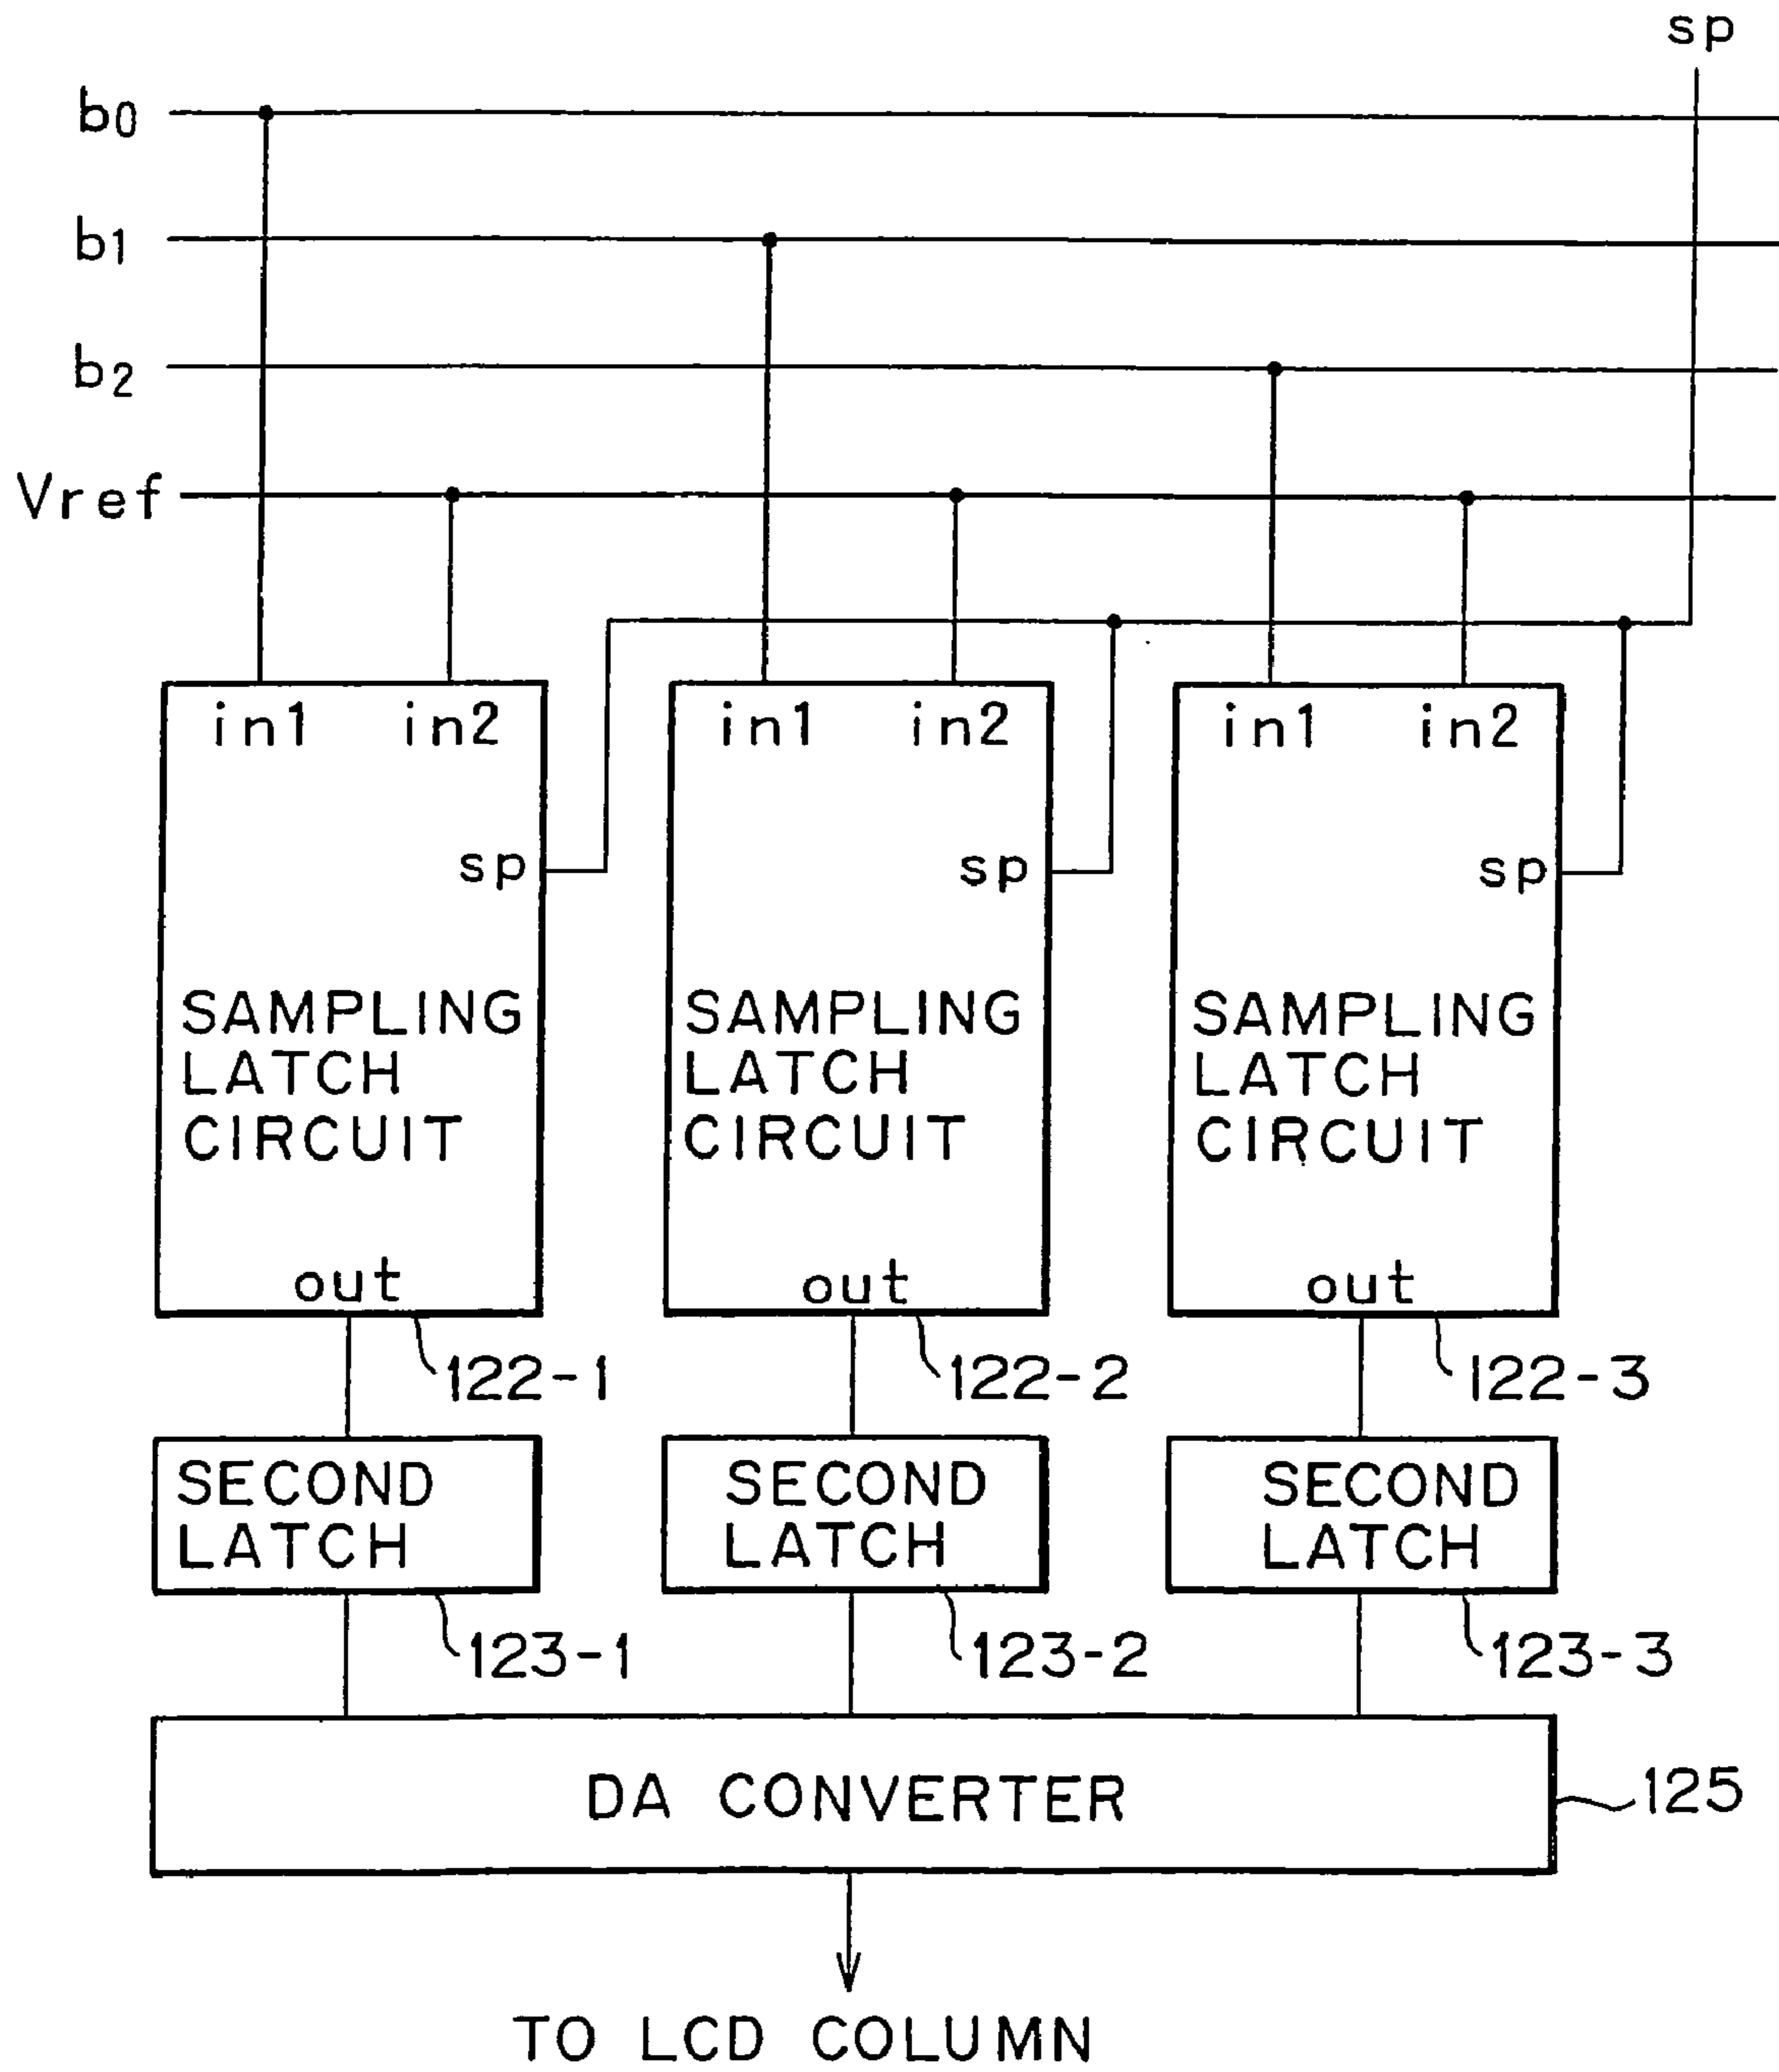 sp
b0
b1
b2
Vref
in1 in2 in1 in2 in1 in2
sp sp sp
SAMPLING SAMPLING SAMPLING
LATCH LATCH LATCH
CIRCUIT CIRCUIT CIRCUIT
out out out
122-1 122-2 122-3
SECOND SECOND SECOND
LATCH LATCH LATCH
123-1 123-2 123-3
DA CONVERTER 125
TO LCD COLUMN